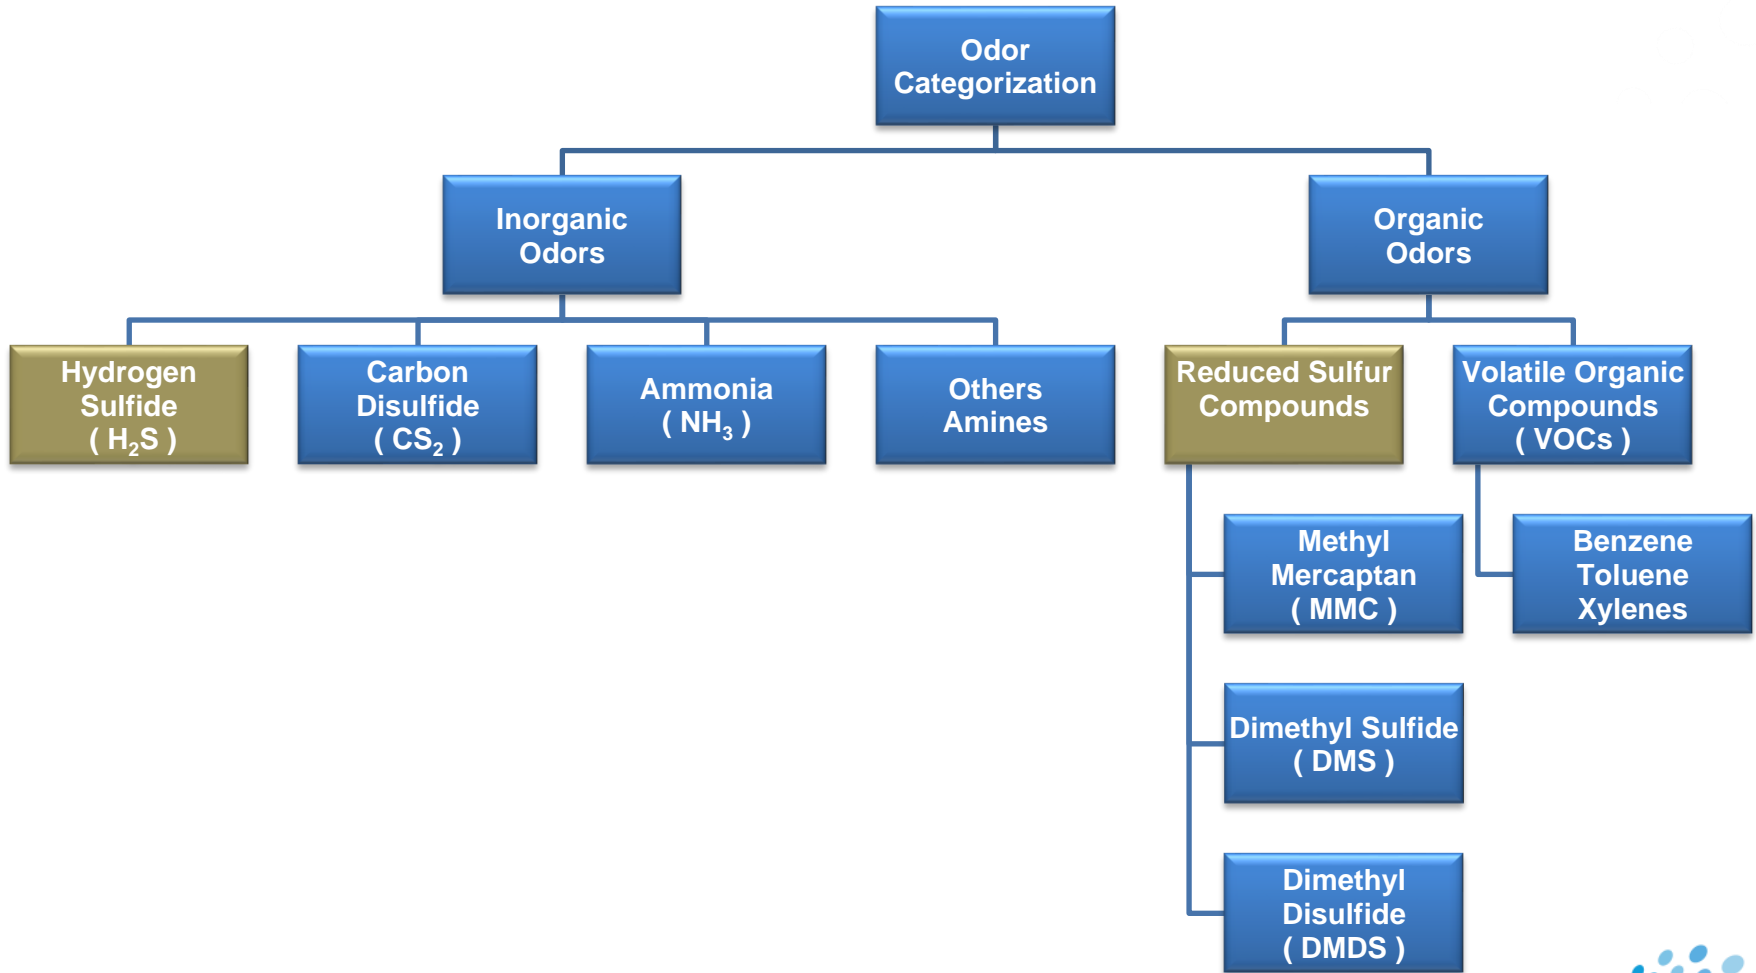 Odor
Categorization
Inorganic
Odors
Organic
Odors
Hydrogen
Sulfide
( H₂S )
Carbon
Disulfide
( CS₂ )
Ammonia
( NH₃ )
Others
Amines
Reduced Sulfur
Compounds
Volatile Organic
Compounds
( VOCs )
Methyl
Mercaptan
( MMC )
Benzene
Toluene
Xylenes
Dimethyl Sulfide
( DMS )
Dimethyl
Disulfide
( DMDS )